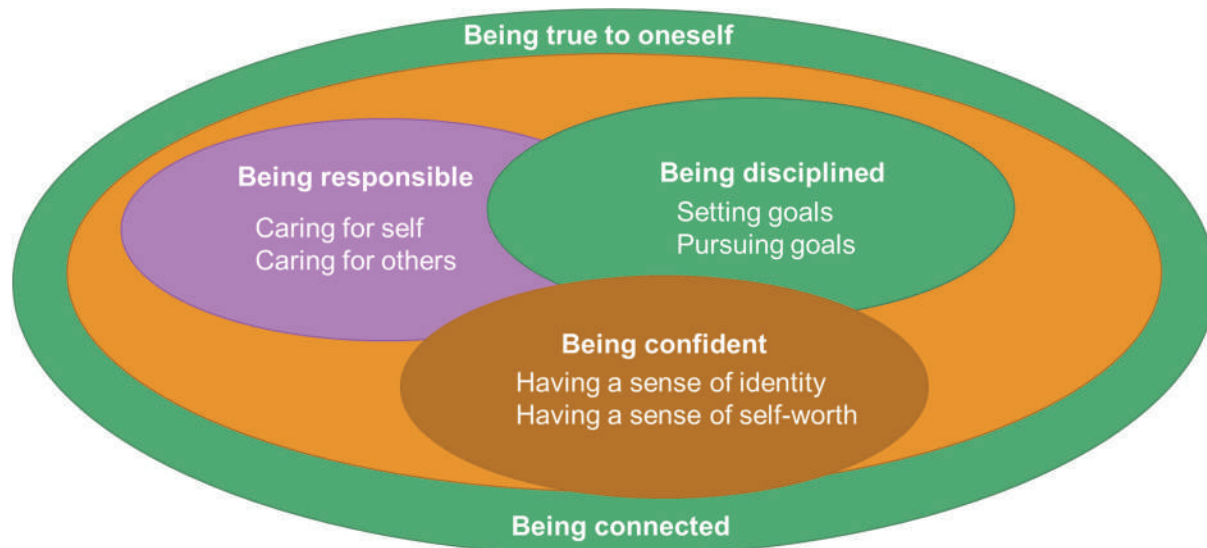 Being true to oneself
Being responsible
Caring for self
Caring for others
Being disciplined
Setting goals
Pursuing goals
Being confident
Having a sense of identity
Having a sense of self-worth
Being connected